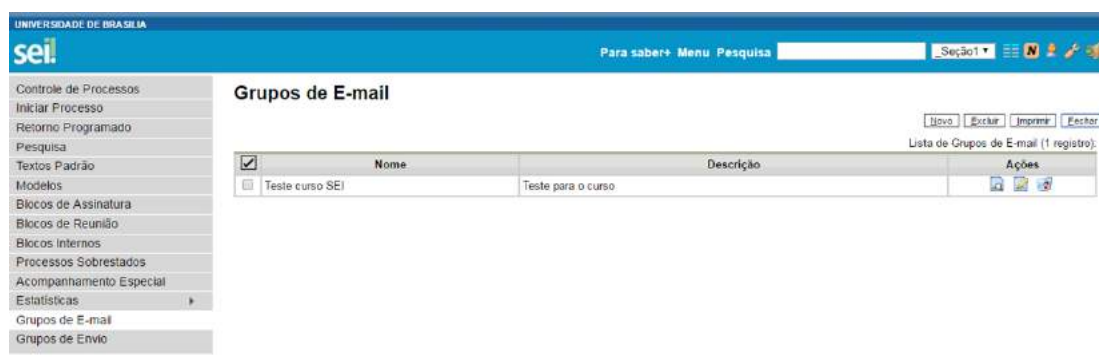 UNIVERSIDADE DE BRASILIA
sei!
Para saber+ Menu Pesquisa
_Seção1
N
Controle de Processos
Iniciar Processo
Retorno Programado
Pesquisa
Textos Padrão
Modelos
Blocos de Assinatura
Blocos de Reunião
Blocos Internos
Processos Sobrestados
Acompanhamento Especial
Estatísticas
Grupos de E-mail
Grupos de Envio
Grupos de E-mail
Novo Excluir Imprimir Fechar
Lista de Grupos de E-mail (1 registro):
Nome Descrição Ações
Teste curso SEI Teste para o curso